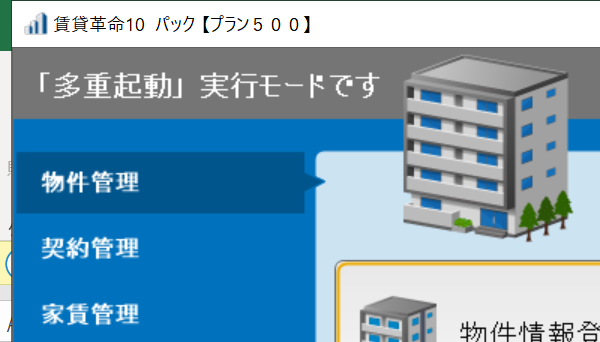 賃貸革命10 パック【プラン５００】
「多重起動」実行モードです
物件管理
契約管理
家賃管理
物件情報登